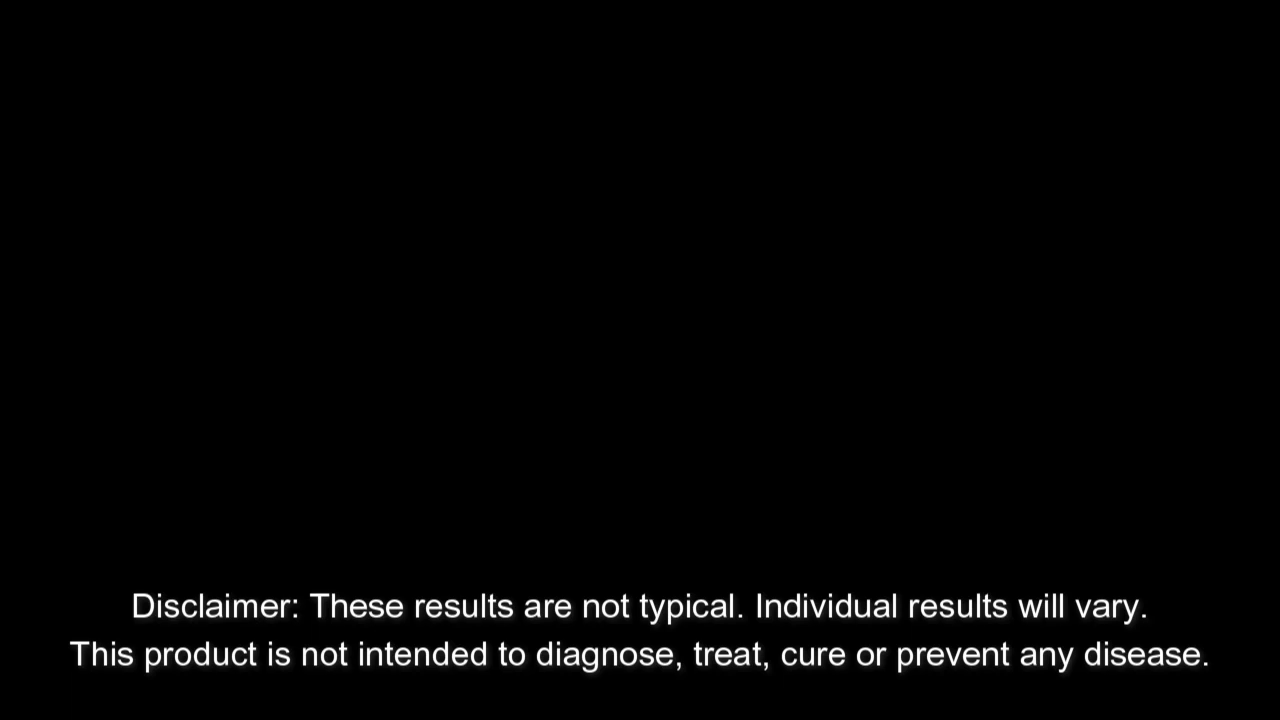 Disclaimer: These results are not typical. Individual results will vary.
This product is not intended to diagnose, treat, cure or prevent any disease.